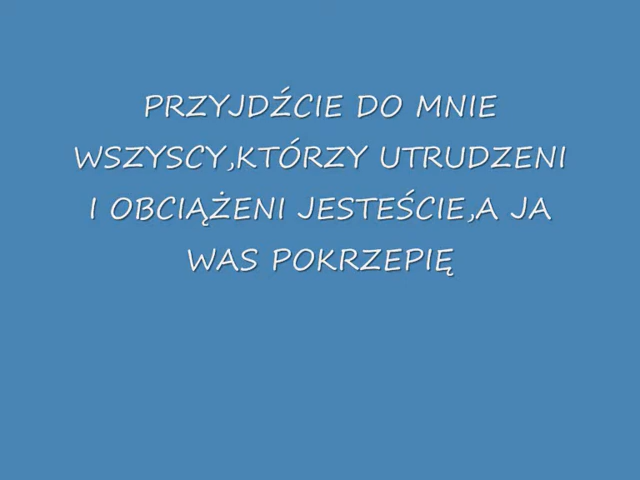 PRZYJDŹCIE DO MNIE
WSZYSCY,KTÓRZY UTRUDZENI
I OBCIĄŻENI JESTEŚCIE,A JA
WAS POKRZEPIĘ